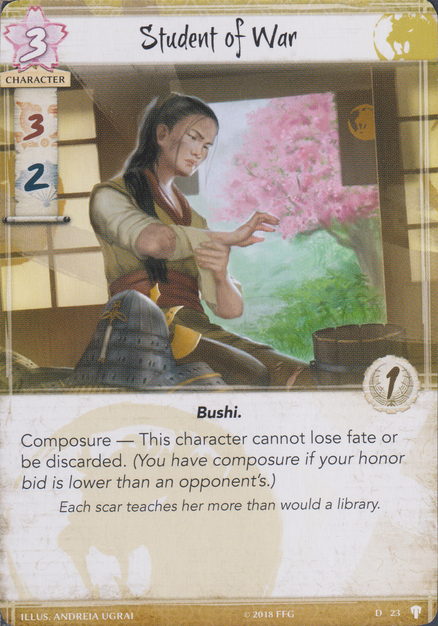 Student of War
3
CHARACTER
3
2
1
Bushi.
Composure — This character cannot lose fate or
be discarded. (You have composure if your honor
bid is lower than an opponent's.)
Each scar teaches her more than would a library.
ILLUS. ANDREIA UGRAI © 2018 FFG D 23